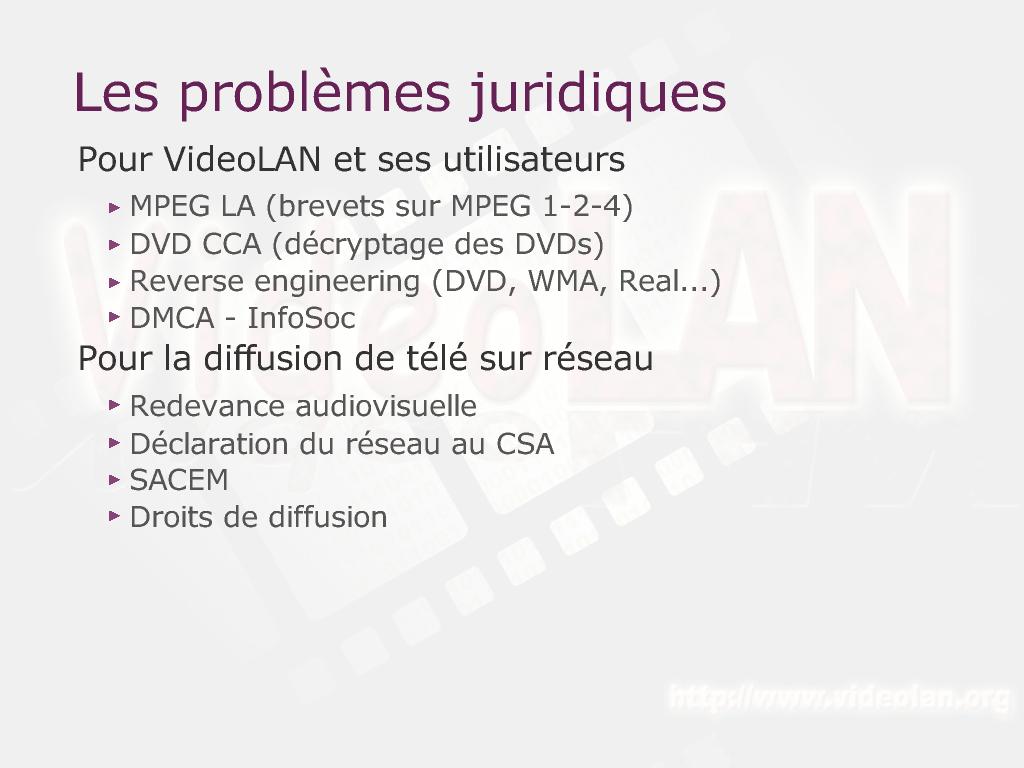 Les problèmes juridiques
Pour VideoLAN et ses utilisateurs
MPEG LA (brevets sur MPEG 1-2-4)
DVD CCA (décryptage des DVDs)
Reverse engineering (DVD, WMA, Real...)
DMCA - InfoSoc
Pour la diffusion de télé sur réseau
Redevance audiovisuelle
Déclaration du réseau au CSA
SACEM
Droits de diffusion
VideoLAN
http://www.videolan.org